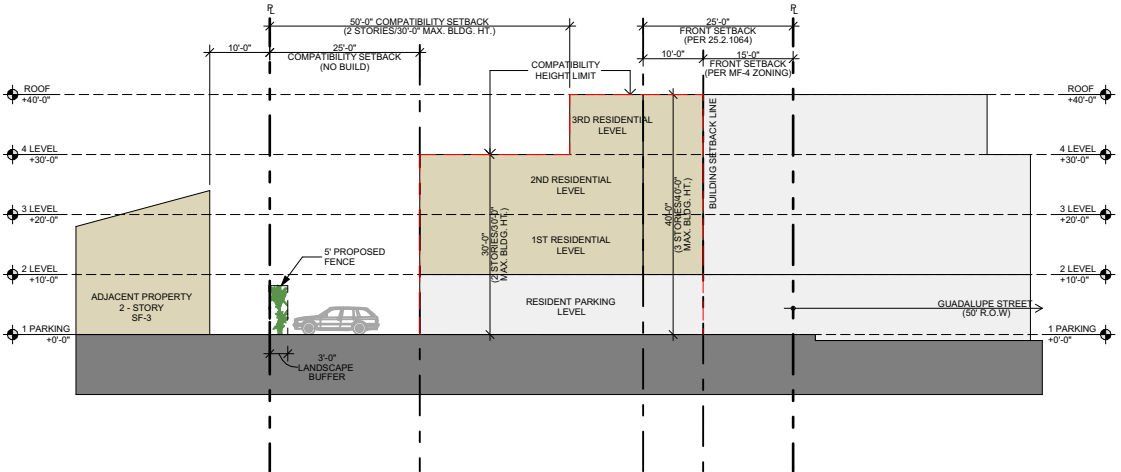 PL
PL
50'-0" COMPATIBILITY SETBACK
(2 STORIES/30'-0" MAX. BLDG. HT.)
25'-0"
FRONT SETBACK
(PER 25.2.1064)
10'-0"
25'-0"
COMPATIBILITY SETBACK
(NO BUILD)
10'-0"
15'-0"
FRONT SETBACK
(PER MF-4 ZONING)
COMPATIBILITY
HEIGHT LIMIT
ROOF
+40'-0"
ROOF
+40'-0"
3RD RESIDENTIAL
LEVEL
BUILDING SETBACK LINE
4 LEVEL
+30'-0"
4 LEVEL
+30'-0"
2ND RESIDENTIAL
LEVEL
3 LEVEL
+20'-0"
3 LEVEL
+20'-0"
30'-0"
(2 STORIES/30'-0"
MAX. BLDG. HT.)
1ST RESIDENTIAL
LEVEL
40'-0"
(3 STORIES/40'-0"
MAX. BLDG. HT.)
5' PROPOSED
FENCE
2 LEVEL
+10'-0"
2 LEVEL
+10'-0"
ADJACENT PROPERTY
2 - STORY
SF-3
RESIDENT PARKING
LEVEL
GUADALUPE STREET
(50' R.O.W)
1 PARKING
+0'-0"
1 PARKING
+0'-0"
3'-0"
LANDSCAPE
BUFFER